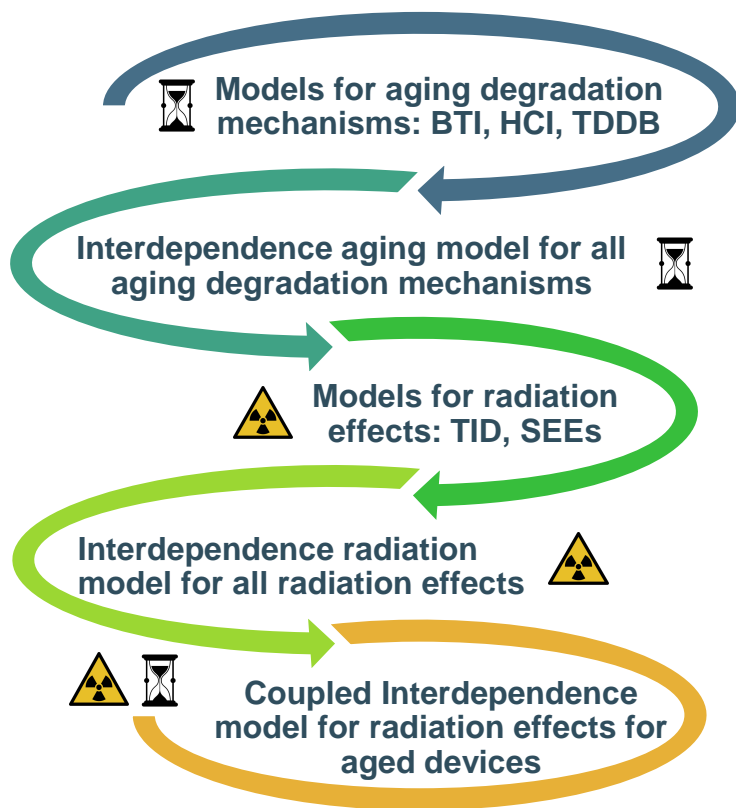 Models for aging degradation
mechanisms: BTI, HCI, TDDB
Interdependence aging model for all
aging degradation mechanisms
Models for radiation
effects: TID, SEEs
Interdependence radiation
model for all radiation effects
Coupled Interdependence
model for radiation effects for
aged devices